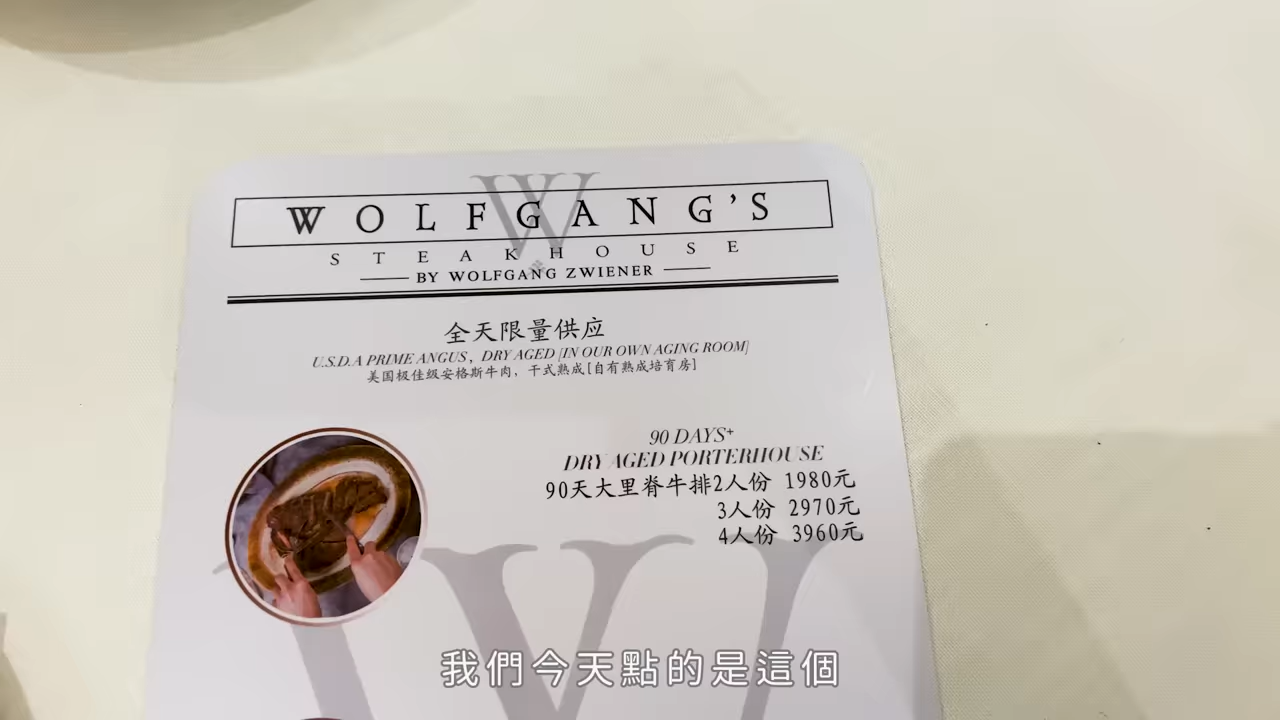 WOLFGANG'S
STEAKHOUSE
BY WOLFGANG ZWIENER
全天限量供应
U.S.D.A PRIME ANGUS, DRY AGED [IN OUR OWN AGING ROOM]
美国极佳级安格斯牛肉、干式熟成[自有熟成培育房]
90 DAYS+
DRY AGED PORTERHOUSE
90天大里脊牛排2人份 1980元
3人份 2970元
4人份 3960元
我們今天點的是這個